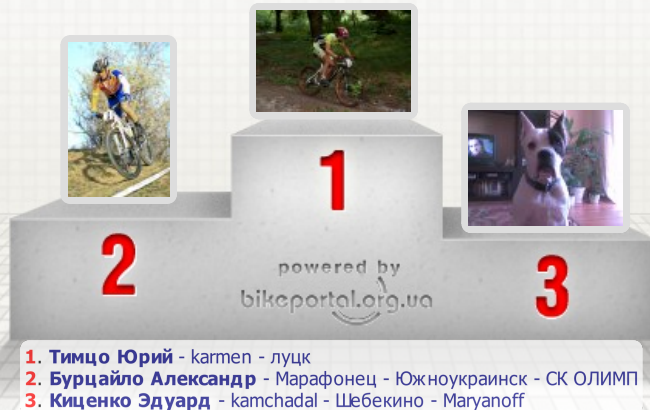 1
2
3
powered by
bikeportal.org.ua
1. Тимцо Юрий - karmen - луцк
2. Бурцайло Александр - Марафонец - Южноукраинск - СК ОЛИМП
3. Киценко Эдуард - kamchadal - Шебекино - Maryanoff